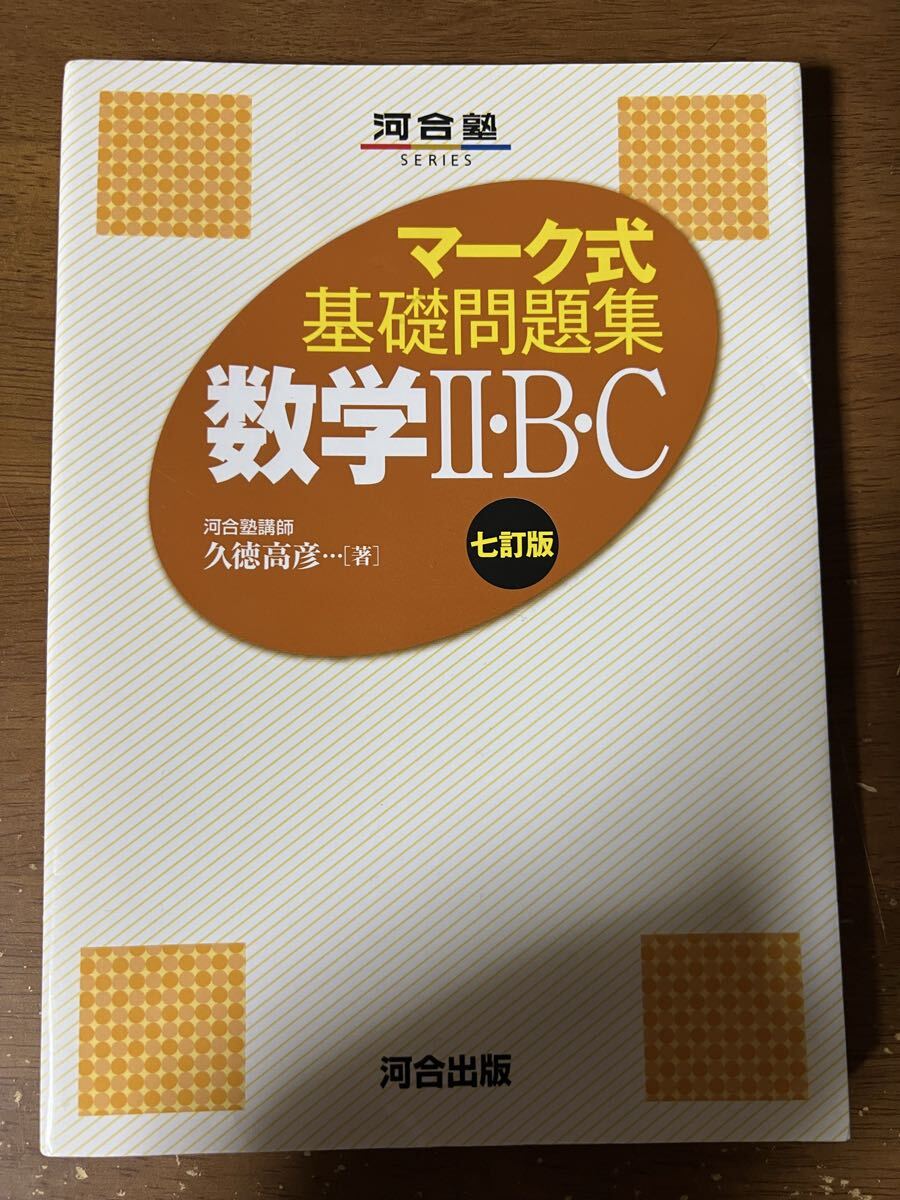 河合塾
SERIES
マーク式
基礎問題集
数学II・B・C
河合塾講師
久徳高彦…[著]
七訂版
河合出版